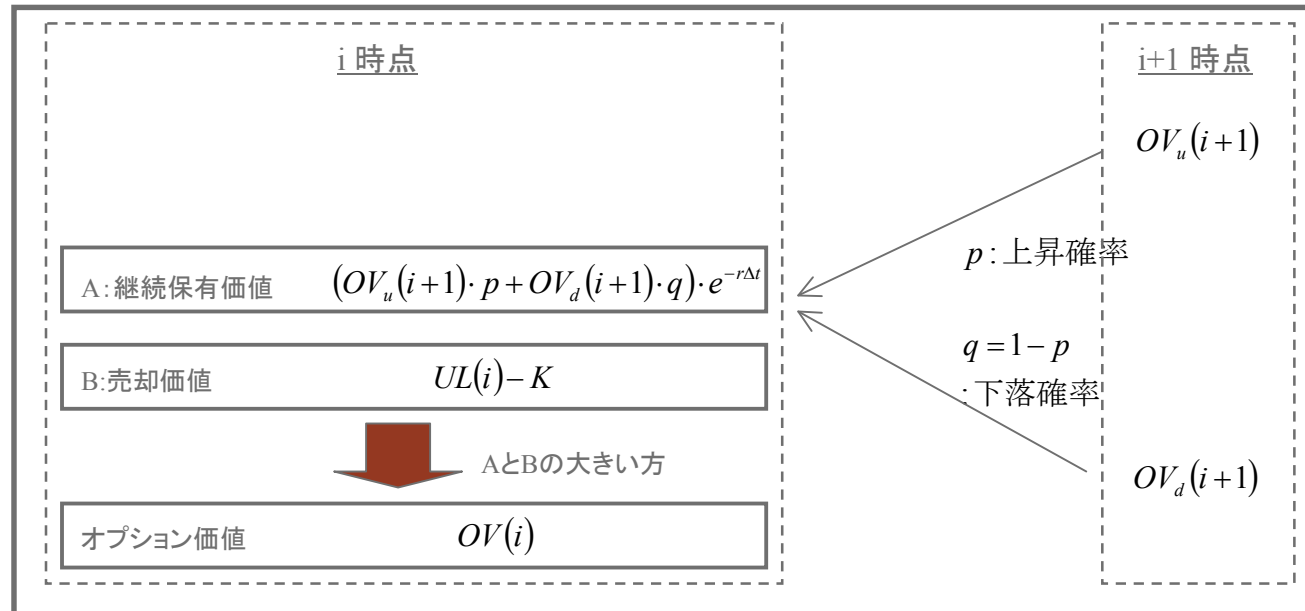 i 時点
i+1 時点
OV_u(i+1)
p:上昇確率
A:継続保有価値 (OV_u(i+1)·p+OV_d(i+1)·q)·e^{-rΔt}
q=1−p
:下落確率
B:売却価値 UL(i)−K
AとBの大きい方
OV_d(i+1)
オプション価値 OV(i)